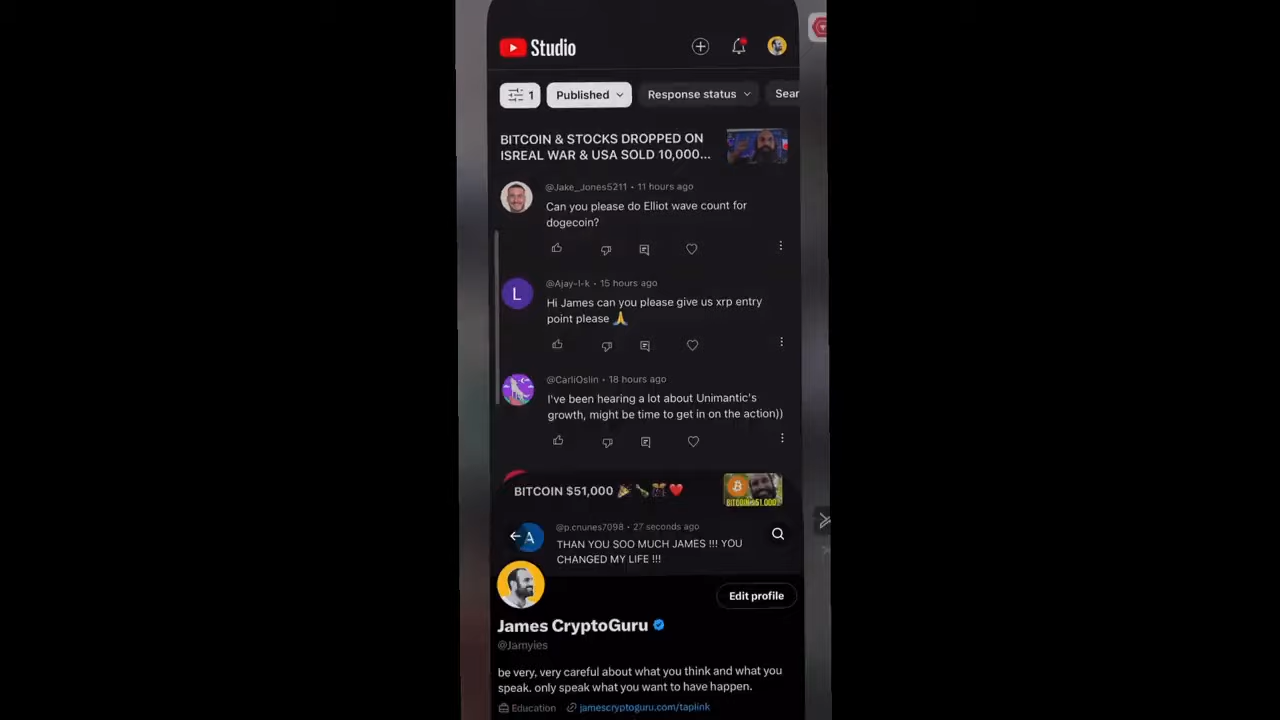 Studio
1
Published
Response status
Sear
BITCOIN & STOCKS DROPPED ON
ISREAL WAR & USA SOLD 10,000...
@Jake_Jones5211 • 11 hours ago
Can you please do Elliot wave count for
dogecoin?
L
@Ajay-l-k • 15 hours ago
Hi James can you please give us xrp entry
point please 🙏
@CarliOslin • 18 hours ago
I've been hearing a lot about Unimantic's
growth, might be time to get in on the action))
BITCOIN $51,000 🎉🍾🎆❤️
BITCOIN $51,000
A
@p.cnunes7098 • 27 seconds ago
THAN YOU SOO MUCH JAMES !!! YOU
CHANGED MY LIFE !!!
Edit profile
James CryptoGuru
@Jamyies
be very, very careful about what you think and what you
speak. only speak what you want to have happen.
Education
jamescryptoguru.com/taplink